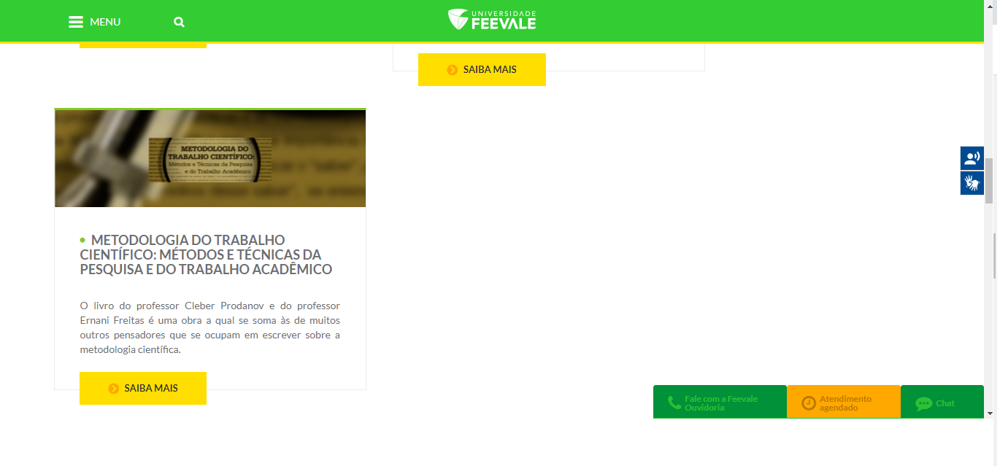 MENU
UNIVERSIDADE
FEEVALE
SAIBA MAIS
METODOLOGIA DO
TRABALHO CIENTÍFICO:
Métodos e Técnicas da Pesquisa
e do Trabalho Acadêmico
METODOLOGIA DO TRABALHO
CIENTÍFICO: MÉTODOS E TÉCNICAS DA
PESQUISA E DO TRABALHO ACADÊMICO
O livro do professor Cleber Prodanov e do professor
Ernani Freitas é uma obra a qual se soma às de muitos
outros pensadores que se ocupam em escrever sobre a
metodologia científica.
SAIBA MAIS
Fale com a Feevale
Ouvidoria
Atendimento
agendado
Chat